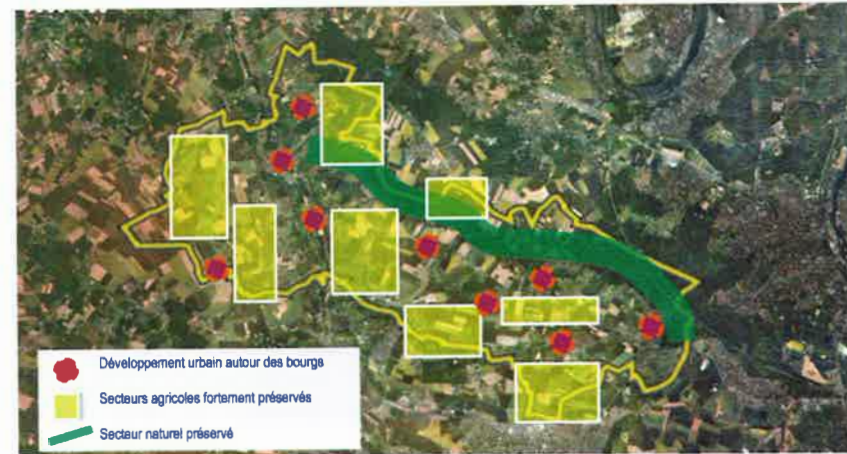 Développement urbain autour des bourgs
Secteurs agricoles fortement préservés
Secteur naturel préservé